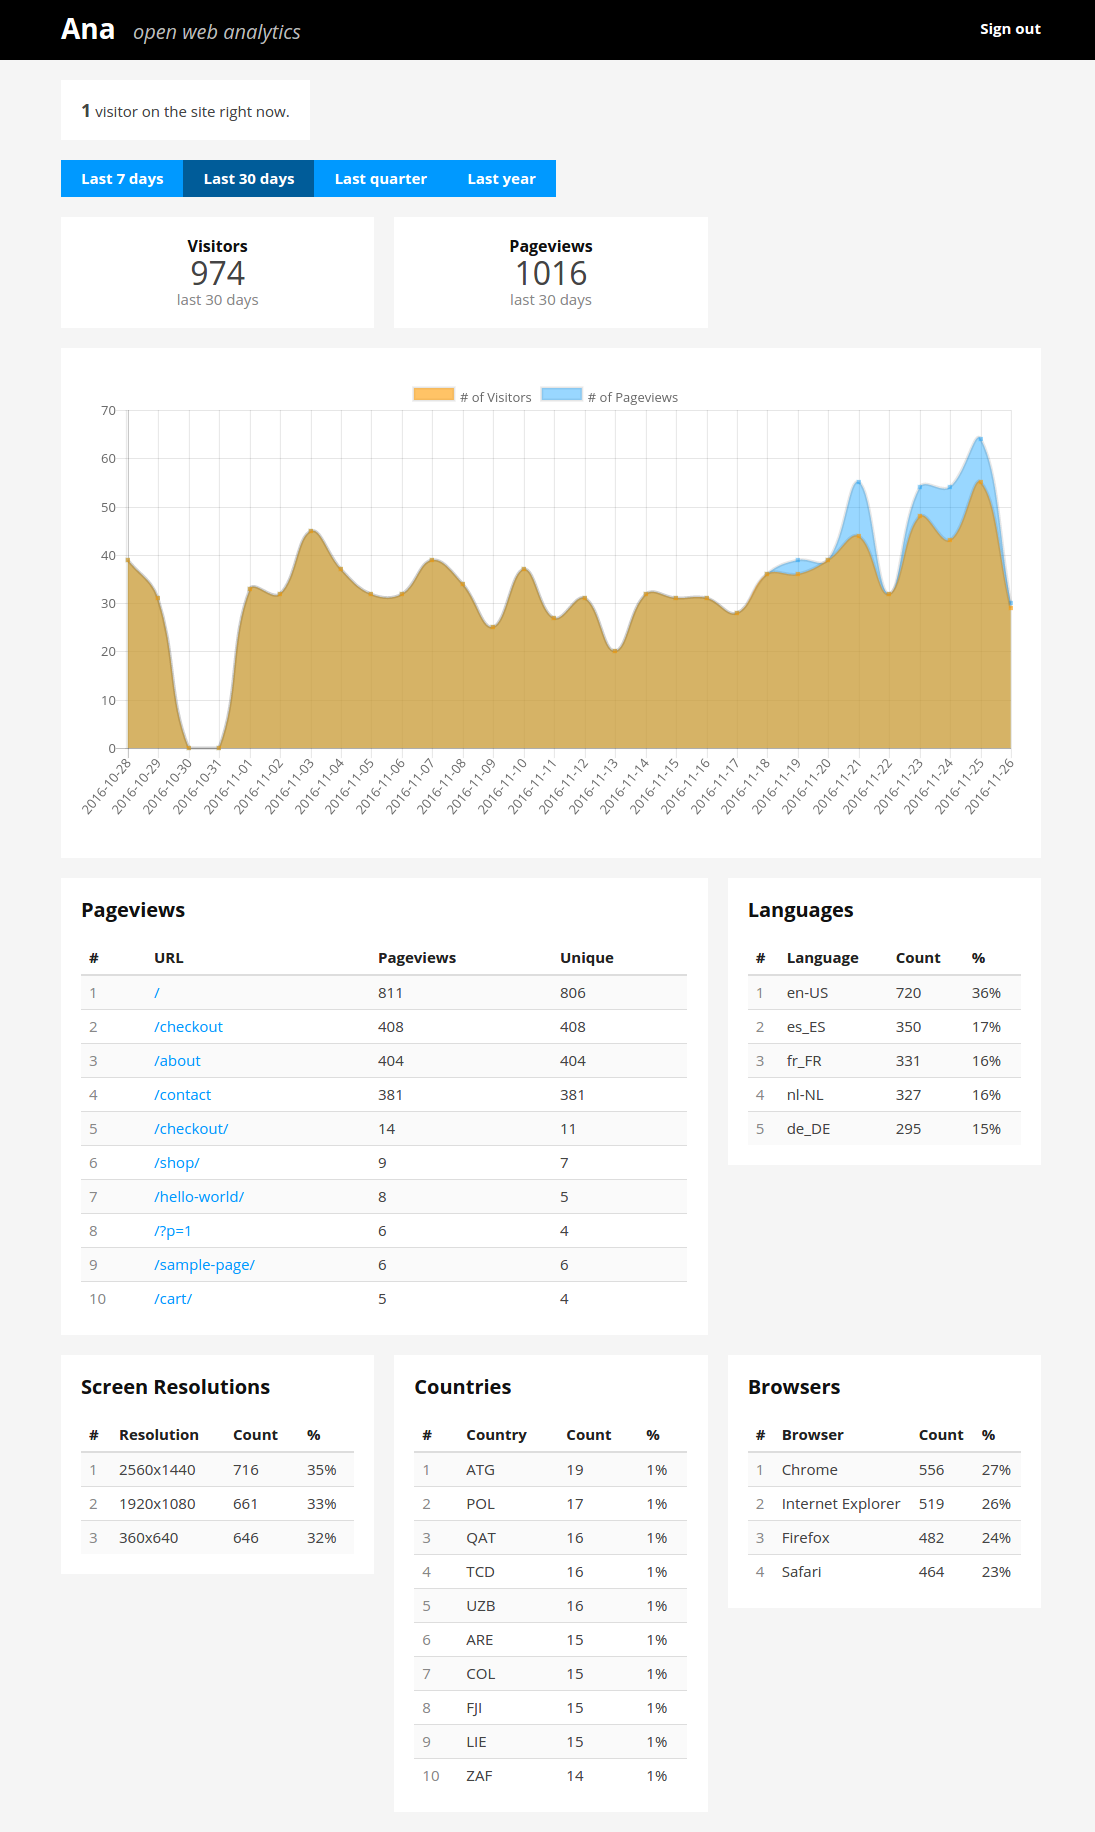 Ana open web analytics Sign out
1 visitor on the site right now.
Last 7 days Last 30 days Last quarter Last year
Visitors
974
last 30 days
Pageviews
1016
last 30 days
# of Visitors # of Pageviews
70
60
50
40
30
20
10
0
2016-10-28 2016-10-29 2016-10-30 2016-10-31 2016-11-01 2016-11-02 2016-11-03 2016-11-04 2016-11-05 2016-11-06 2016-11-07 2016-11-08 2016-11-09 2016-11-10 2016-11-11 2016-11-12 2016-11-13 2016-11-14 2016-11-15 2016-11-16 2016-11-17 2016-11-18 2016-11-19 2016-11-20 2016-11-21 2016-11-22 2016-11-23 2016-11-24 2016-11-25 2016-11-26
Pageviews
# URL Pageviews Unique
1 / 811 806
2 /checkout 408 408
3 /about 404 404
4 /contact 381 381
5 /checkout/ 14 11
6 /shop/ 9 7
7 /hello-world/ 8 5
8 /?p=1 6 4
9 /sample-page/ 6 6
10 /cart/ 5 4
Languages
# Language Count %
1 en-US 720 36%
2 es_ES 350 17%
3 fr_FR 331 16%
4 nl-NL 327 16%
5 de_DE 295 15%
Screen Resolutions
# Resolution Count %
1 2560x1440 716 35%
2 1920x1080 661 33%
3 360x640 646 32%
Countries
# Country Count %
1 ATG 19 1%
2 POL 17 1%
3 QAT 16 1%
4 TCD 16 1%
5 UZB 16 1%
6 ARE 15 1%
7 COL 15 1%
8 FJI 15 1%
9 LIE 15 1%
10 ZAF 14 1%
Browsers
# Browser Count %
1 Chrome 556 27%
2 Internet Explorer 519 26%
3 Firefox 482 24%
4 Safari 464 23%